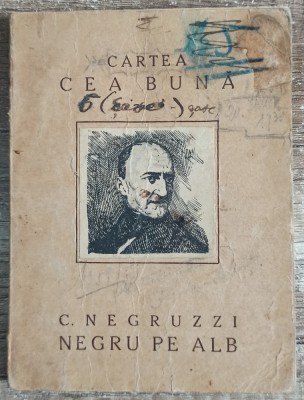 CARTEA
CEA BUNĂ
C. NEGRUZZI
NEGRU PE ALB